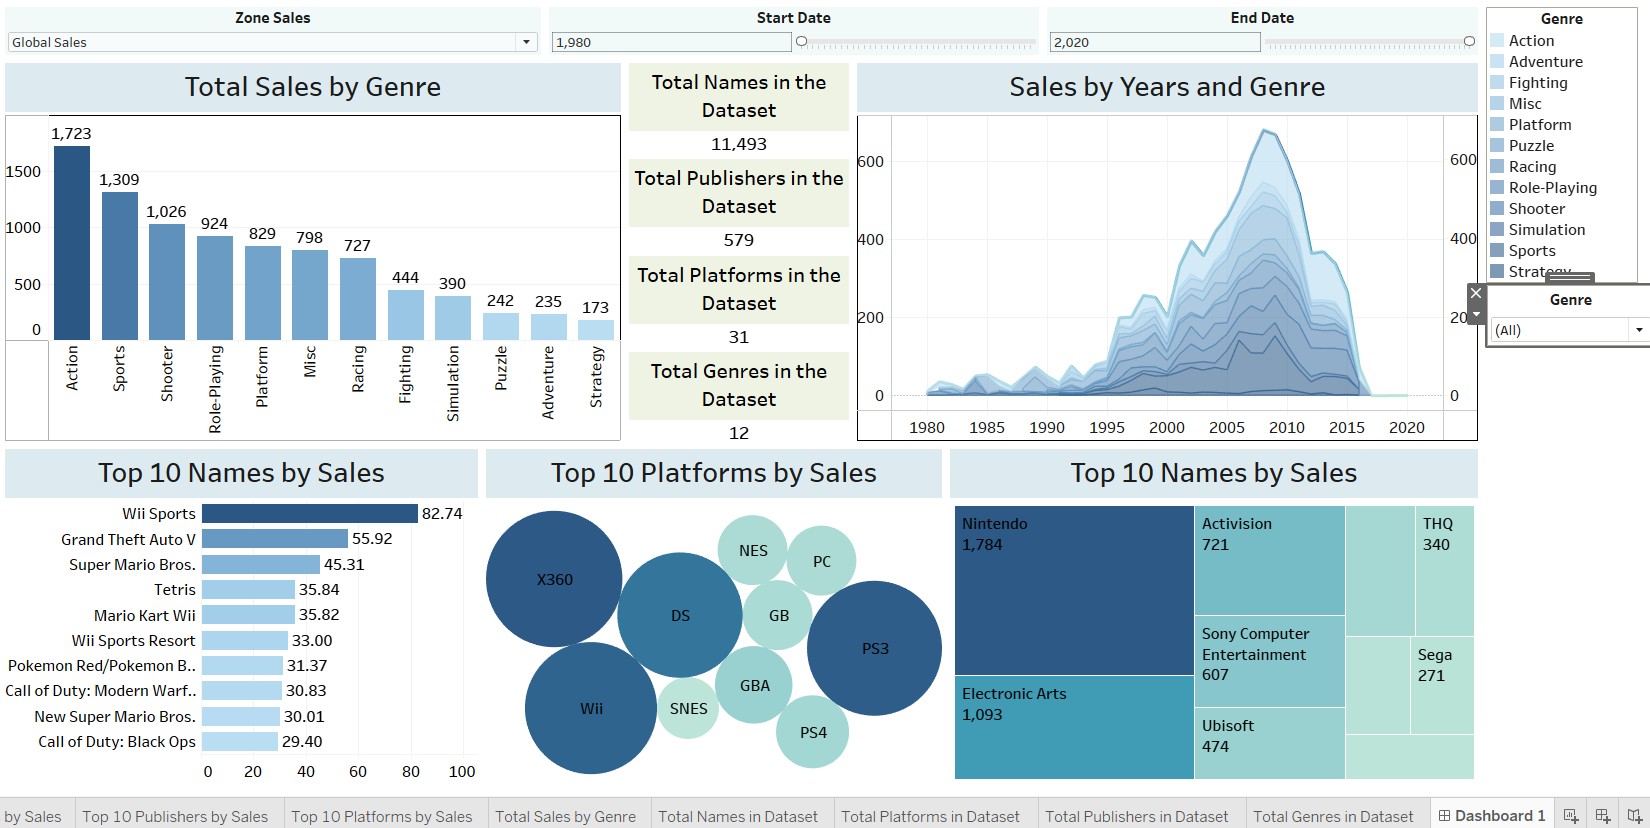 Zone Sales
Global Sales
Start Date
1,980
End Date
2,020
Genre
Action
Adventure
Fighting
Misc
Platform
Puzzle
Racing
Role-Playing
Shooter
Simulation
Sports
Strategy
Genre
(All)
Total Sales by Genre
1500
1000
500
0
1,723
1,309
1,026
924
829
798
727
444
390
242
235
173
Action
Sports
Shooter
Role-Playing
Platform
Misc
Racing
Fighting
Simulation
Puzzle
Adventure
Strategy
Total Names in the
Dataset
11,493
Total Publishers in the
Dataset
579
Total Platforms in the
Dataset
31
Total Genres in the
Dataset
12
Sales by Years and Genre
600
400
200
0
600
400
20
0
1980
1985
1990
1995
2000
2005
2010
2015
2020
Top 10 Names by Sales
Wii Sports 82.74
Grand Theft Auto V 55.92
Super Mario Bros. 45.31
Tetris 35.84
Mario Kart Wii 35.82
Wii Sports Resort 33.00
Pokemon Red/Pokemon B.. 31.37
Call of Duty: Modern Warf.. 30.83
New Super Mario Bros. 30.01
Call of Duty: Black Ops 29.40
0 20 40 60 80 100
Top 10 Platforms by Sales
X360
DS
NES
PC
GB
PS3
Wii
SNES
GBA
PS4
Top 10 Names by Sales
Nintendo
1,784
Electronic Arts
1,093
Activision
721
Sony Computer
Entertainment
607
Ubisoft
474
THQ
340
Sega
271
by Sales
Top 10 Publishers by Sales
Top 10 Platforms by Sales
Total Sales by Genre
Total Names in Dataset
Total Platforms in Dataset
Total Publishers in Dataset
Total Genres in Dataset
Dashboard 1